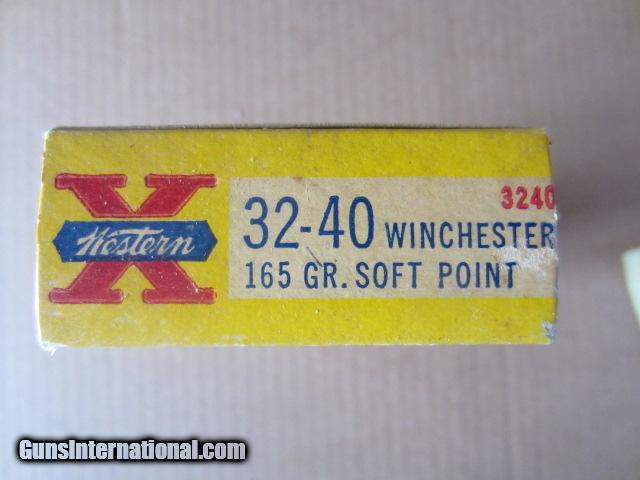 X
Western
3240
32-40 WINCHESTER
165 GR. SOFT POINT
GunsInternational.com